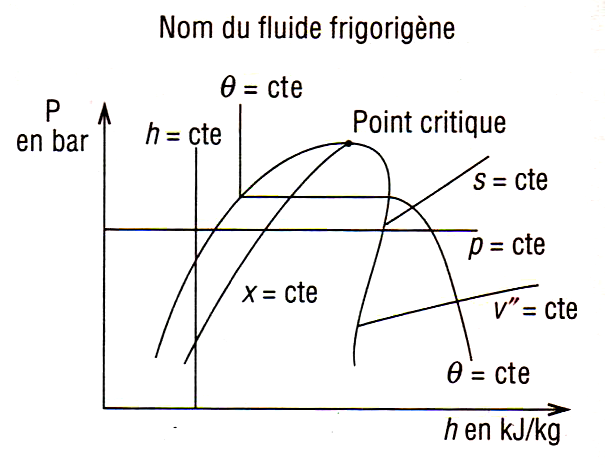 Nom du fluide frigorigène
θ = cte
P
en bar
h = cte
Point critique
s = cte
p = cte
x = cte
v″ = cte
θ = cte
h en kJ/kg